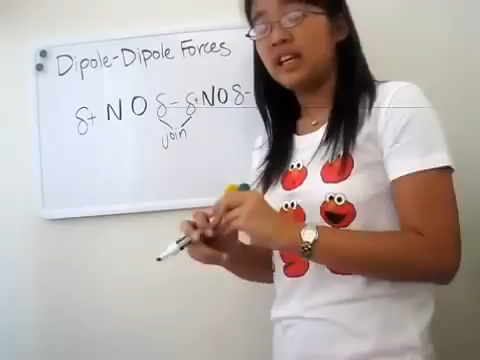 Dipole-Dipole Forces
δ+ N O δ- δ+ N O δ-
join